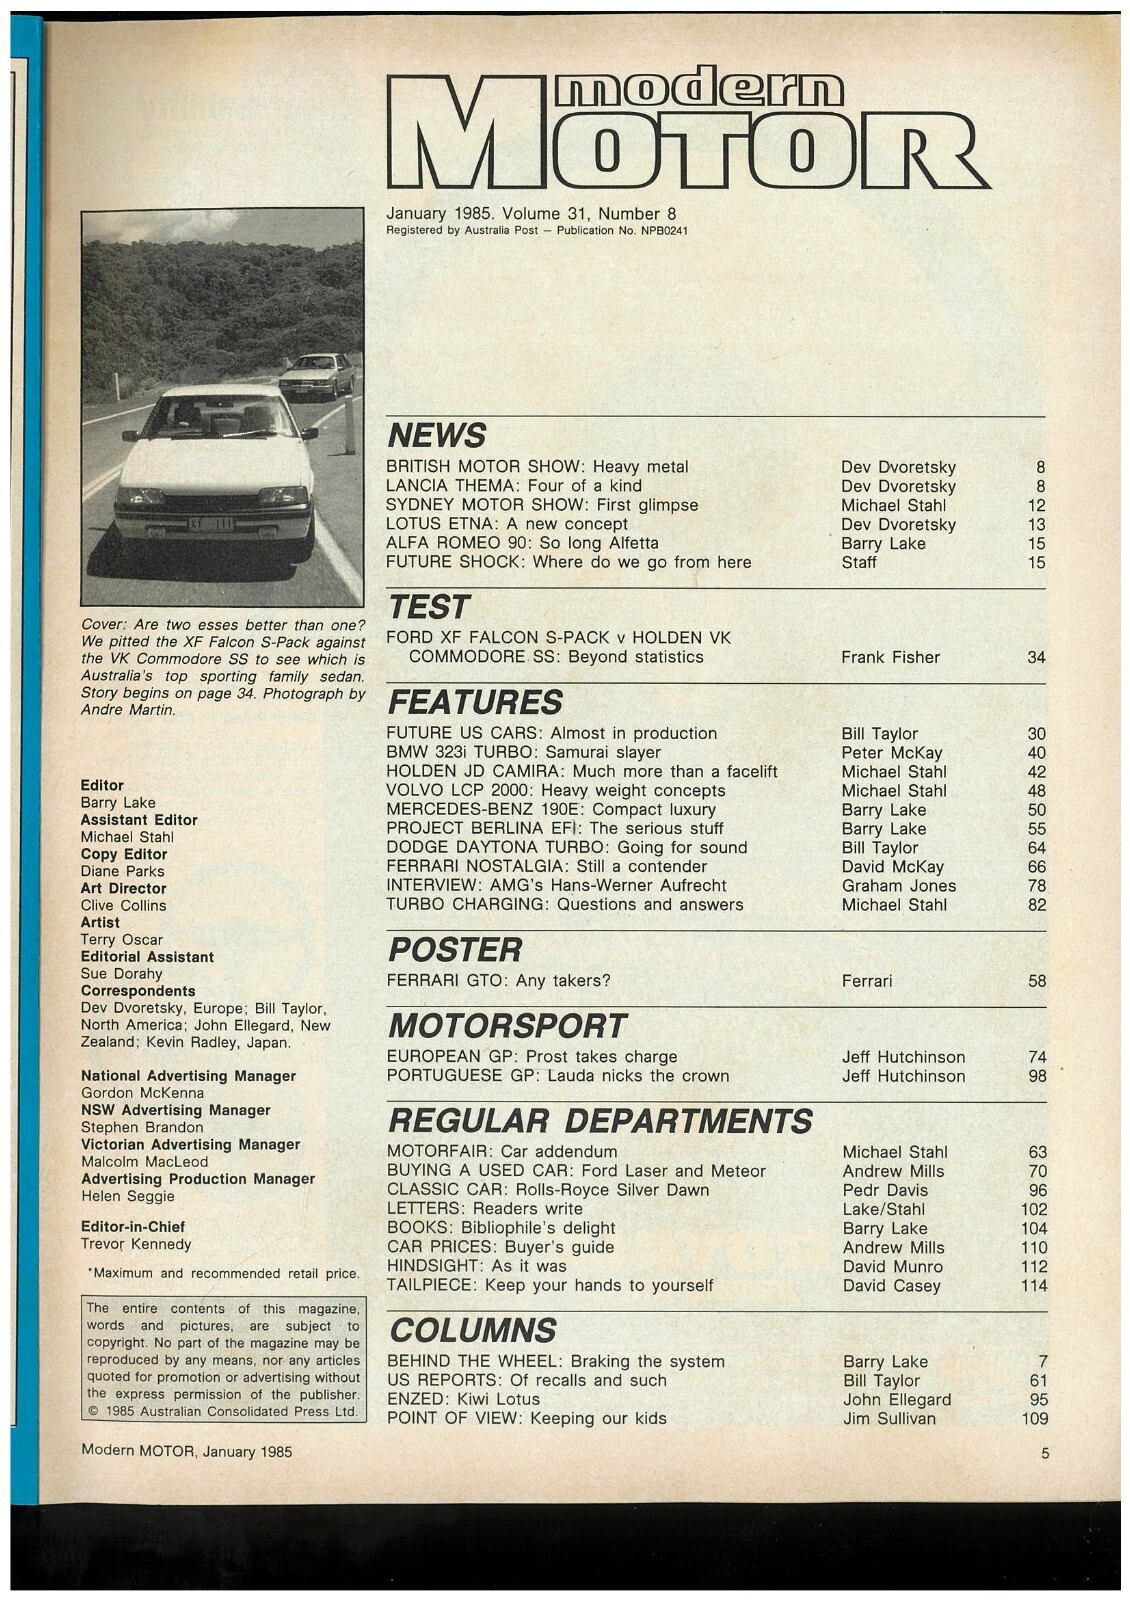 modern
MOTOR
January 1985. Volume 31, Number 8
Registered by Australia Post — Publication No. NPB0241
XF 111
Cover: Are two esses better than one?
We pitted the XF Falcon S-Pack against
the VK Commodore SS to see which is
Australia's top sporting family sedan.
Story begins on page 34. Photograph by
Andre Martin.
Editor
Barry Lake
Assistant Editor
Michael Stahl
Copy Editor
Diane Parks
Art Director
Clive Collins
Artist
Terry Oscar
Editorial Assistant
Sue Dorahy
Correspondents
Dev Dvoretsky, Europe; Bill Taylor,
North America; John Ellegard, New
Zealand; Kevin Radley, Japan.
National Advertising Manager
Gordon McKenna
NSW Advertising Manager
Stephen Brandon
Victorian Advertising Manager
Malcolm MacLeod
Advertising Production Manager
Helen Seggie
Editor-in-Chief
Trevor Kennedy
*Maximum and recommended retail price.
The entire contents of this magazine,
words and pictures, are subject to
copyright. No part of the magazine may be
reproduced by any means, nor any articles
quoted for promotion or advertising without
the express permission of the publisher.
© 1985 Australian Consolidated Press Ltd.
NEWS
BRITISH MOTOR SHOW: Heavy metal Dev Dvoretsky 8
LANCIA THEMA: Four of a kind Dev Dvoretsky 8
SYDNEY MOTOR SHOW: First glimpse Michael Stahl 12
LOTUS ETNA: A new concept Dev Dvoretsky 13
ALFA ROMEO 90: So long Alfetta Barry Lake 15
FUTURE SHOCK: Where do we go from here Staff 15
TEST
FORD XF FALCON S-PACK v HOLDEN VK
COMMODORE SS: Beyond statistics Frank Fisher 34
FEATURES
FUTURE US CARS: Almost in production Bill Taylor 30
BMW 323i TURBO: Samurai slayer Peter McKay 40
HOLDEN JD CAMIRA: Much more than a facelift Michael Stahl 42
VOLVO LCP 2000: Heavy weight concepts Michael Stahl 48
MERCEDES-BENZ 190E: Compact luxury Barry Lake 50
PROJECT BERLINA EFI: The serious stuff Barry Lake 55
DODGE DAYTONA TURBO: Going for sound Bill Taylor 64
FERRARI NOSTALGIA: Still a contender David McKay 66
INTERVIEW: AMG's Hans-Werner Aufrecht Graham Jones 78
TURBO CHARGING: Questions and answers Michael Stahl 82
POSTER
FERRARI GTO: Any takers? Ferrari 58
MOTORSPORT
EUROPEAN GP: Prost takes charge Jeff Hutchinson 74
PORTUGUESE GP: Lauda nicks the crown Jeff Hutchinson 98
REGULAR DEPARTMENTS
MOTORFAIR: Car addendum Michael Stahl 63
BUYING A USED CAR: Ford Laser and Meteor Andrew Mills 70
CLASSIC CAR: Rolls-Royce Silver Dawn Pedr Davis 96
LETTERS: Readers write Lake/Stahl 102
BOOKS: Bibliophile's delight Barry Lake 104
CAR PRICES: Buyer's guide Andrew Mills 110
HINDSIGHT: As it was David Munro 112
TAILPIECE: Keep your hands to yourself David Casey 114
COLUMNS
BEHIND THE WHEEL: Braking the system Barry Lake 7
US REPORTS: Of recalls and such Bill Taylor 61
ENZED: Kiwi Lotus John Ellegard 95
POINT OF VIEW: Keeping our kids Jim Sullivan 109
Modern MOTOR, January 1985 5